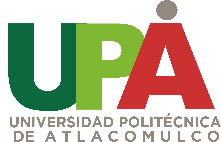 UPA
UNIVERSIDAD POLITÉCNICA
DE ATLACOMULCO